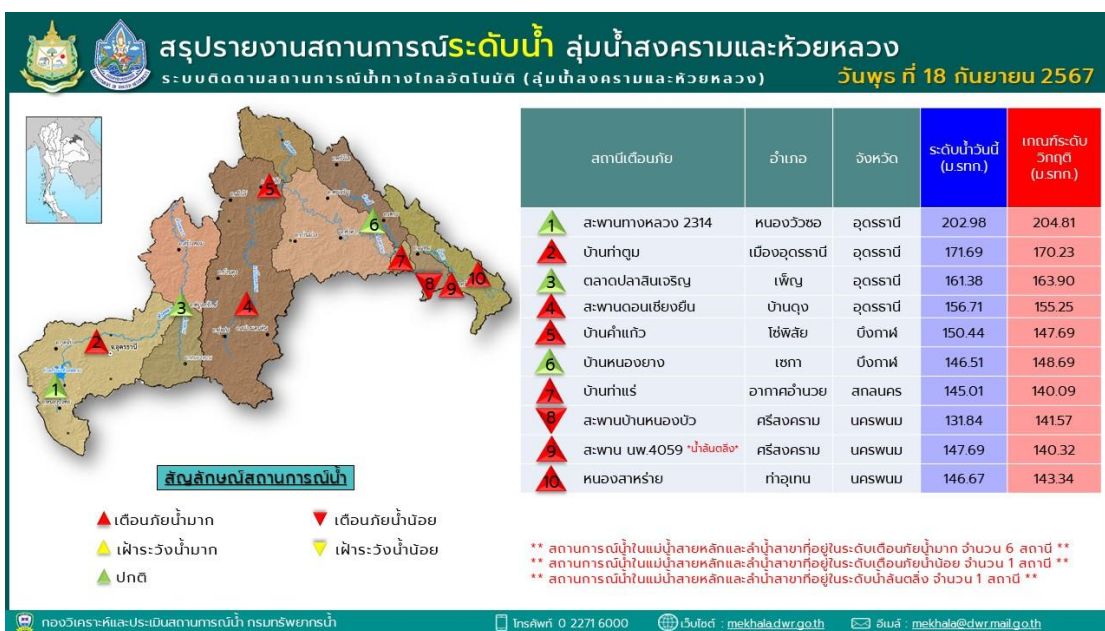 สรุปรายงานสถานการณ์ระดับน้ำ ลุ่มน้ำสงครามและห้วยหลวง
ระบบติดตามสถานการณ์น้ำทางไกลอัตโนมัติ (ลุ่มน้ำสงครามและห้วยหลวง)
วันพุธ ที่ 18 กันยายน 2567
สถานีเตือนภัย อำเภอ จังหวัด ระดับน้ำวันนี้ (ม.รทก.) เกณฑ์ระดับวิกฤติ (ม.รทก.)
1 สะพานทางหลวง 2314 หนองวัวซอ อุดรธานี 202.98 204.81
2 บ้านท่าตูม เมืองอุดรธานี อุดรธานี 171.69 170.23
3 ตลาดปลาสินเจริญ เพ็ญ อุดรธานี 161.38 163.90
4 สะพานดอนเชียงยืน บ้านดุง อุดรธานี 156.71 155.25
5 บ้านคำแก้ว โซ่พิสัย บึงกาฬ 150.44 147.69
6 บ้านหนองยาง เซกา บึงกาฬ 146.51 148.69
7 บ้านท่าแร่ อากาศอำนวย สกลนคร 145.01 140.09
8 สะพานบ้านหนองบัว ศรีสงคราม นครพนม 131.84 141.57
9 สะพาน นพ.4059 *น้ำล้นตลิ่ง* ศรีสงคราม นครพนม 147.69 140.32
10 หนองสาหร่าย ท่าอุเทน นครพนม 146.67 143.34
5
6
7
8
9
10
4
3
2
จ.อุดรธานี
1
สัญลักษณ์สถานการณ์น้ำ
เตือนภัยน้ำมาก เตือนภัยน้ำน้อย
เฝ้าระวังน้ำมาก เฝ้าระวังน้ำน้อย
ปกติ
** สถานการณ์น้ำในแม่น้ำสายหลักและลำน้ำสาขาที่อยู่ในระดับเตือนภัยน้ำมาก จำนวน 6 สถานี **
** สถานการณ์น้ำในแม่น้ำสายหลักและลำน้ำสาขาที่อยู่ในระดับเตือนภัยน้ำน้อย จำนวน 1 สถานี **
** สถานการณ์น้ำในแม่น้ำสายหลักและลำน้ำสาขาที่อยู่ในระดับน้ำล้นตลิ่ง จำนวน 1 สถานี **
กองวิเคราะห์และประเมินสถานการณ์น้ำ กรมทรัพยากรน้ำ โทรศัพท์ 0 2271 6000 เว็บไซต์ : mekhala.dwr.go.th อีเมล์ : mekhala@dwr.mail.go.th